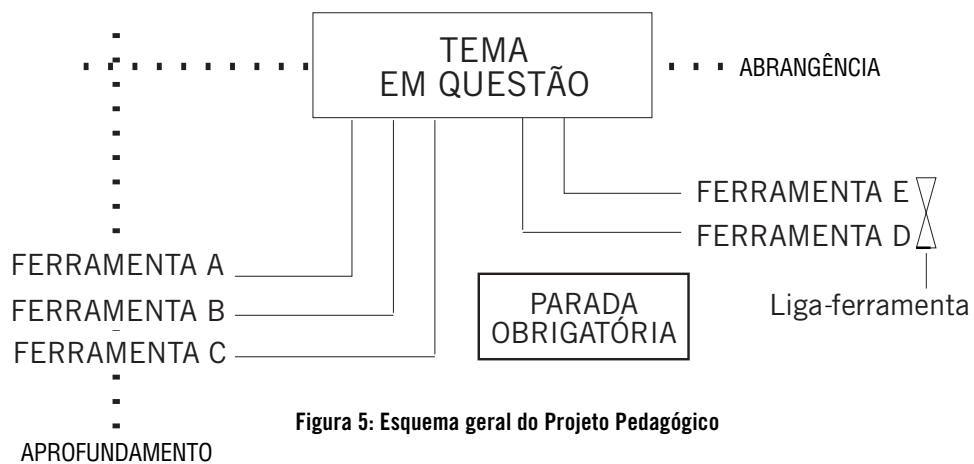 TEMA
EM QUESTÃO
ABRANGÊNCIA
FERRAMENTA E
FERRAMENTA D
FERRAMENTA A
FERRAMENTA B
FERRAMENTA C
PARADA
OBRIGATÓRIA
Liga-ferramenta
Figura 5: Esquema geral do Projeto Pedagógico
APROFUNDAMENTO